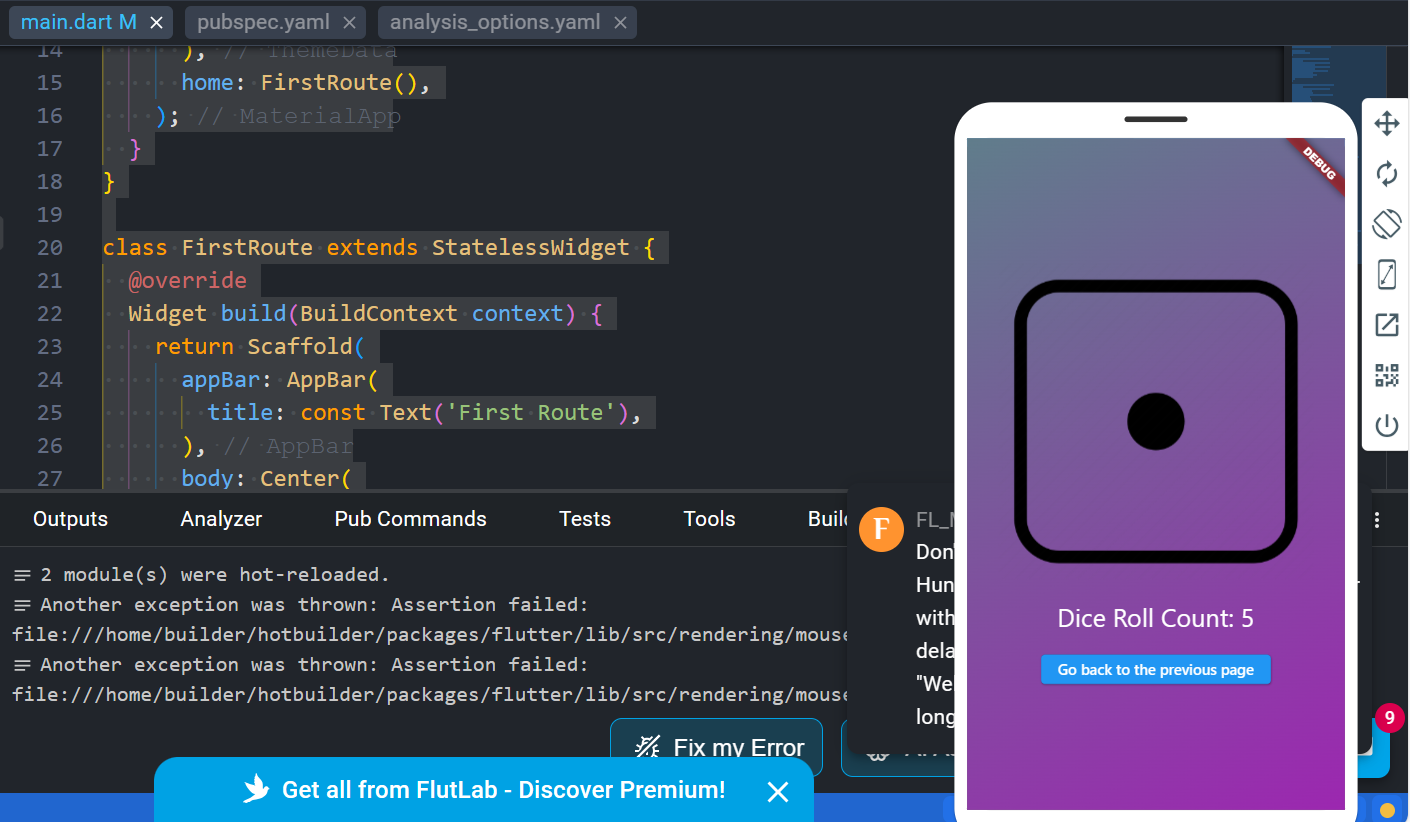 main.dart M
pubspec.yaml
analysis_options.yaml
14 ), // ThemeData
15 home: FirstRoute(),
16 ); // MaterialApp
17 }
18 }
19
20 class FirstRoute extends StatelessWidget {
21 @override
22 Widget build(BuildContext context) {
23 return Scaffold(
24 appBar: AppBar(
25 title: const Text('First Route'),
26 ), // AppBar
27 body: Center(
DEBUG
Dice Roll Count: 5
Go back to the previous page
Outputs Analyzer Pub Commands Tests Tools
2 module(s) were hot-reloaded.
Another exception was thrown: Assertion failed:
file:///home/builder/hotbuilder/packages/flutter/lib/src/rendering/mouse
Another exception was thrown: Assertion failed:
file:///home/builder/hotbuilder/packages/flutter/lib/src/rendering/mouse
F
with
Fix my Error
9
Get all from FlutLab - Discover Premium!